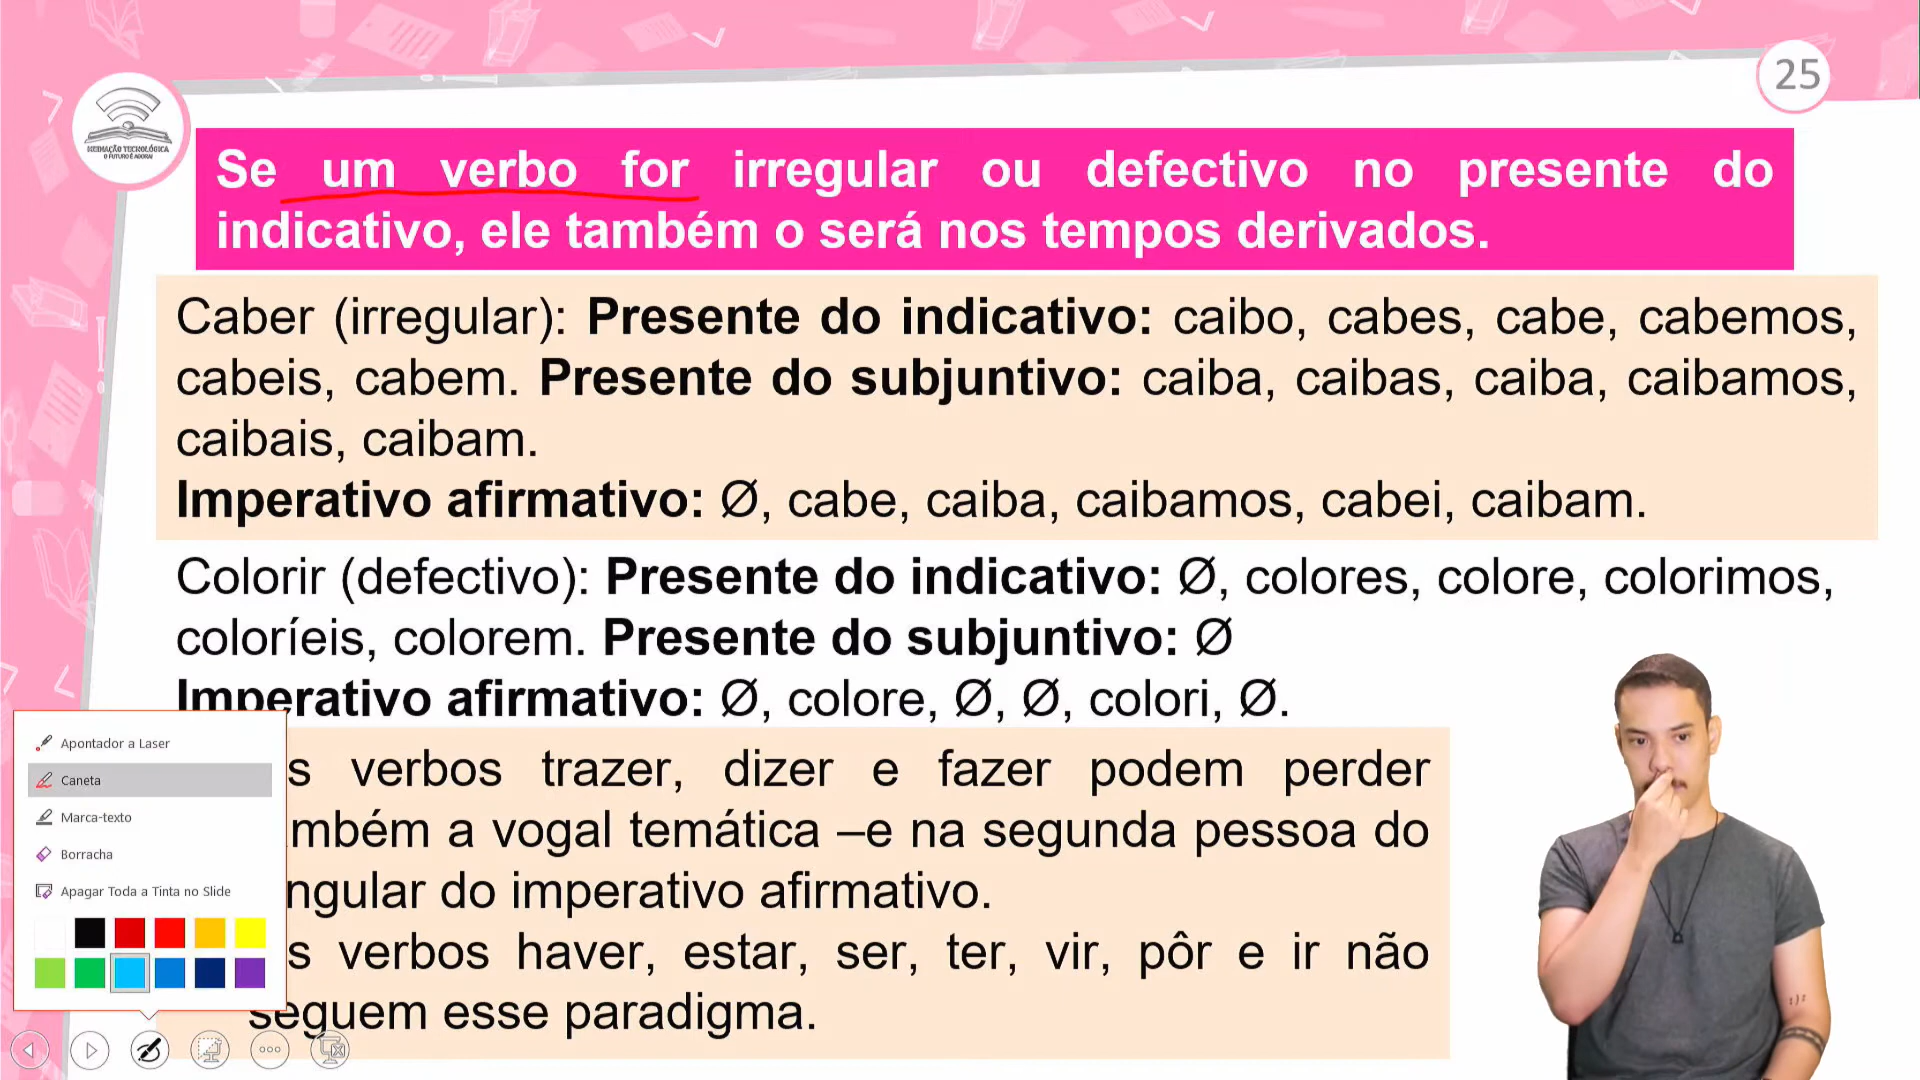 25
MEDIAÇÃO TECNOLÓGICA
O FUTURO É AGORA!
Se um verbo for irregular ou defectivo no presente do
indicativo, ele também o será nos tempos derivados.
Caber (irregular): Presente do indicativo: caibo, cabes, cabe, cabemos,
cabeis, cabem. Presente do subjuntivo: caiba, caibas, caiba, caibamos,
caibais, caibam.
Imperativo afirmativo: Ø, cabe, caiba, caibamos, cabei, caibam.
Colorir (defectivo): Presente do indicativo: Ø, colores, colore, colorimos,
coloríeis, colorem. Presente do subjuntivo: Ø
Imperativo afirmativo: Ø, colore, Ø, Ø, colori, Ø.
s verbos trazer, dizer e fazer podem perder
mbém a vogal temática –e na segunda pessoa do
ngular do imperativo afirmativo.
s verbos haver, estar, ser, ter, vir, pôr e ir não
seguem esse paradigma.
Apontador a Laser
Caneta
Marca-texto
Borracha
Apagar Toda a Tinta no Slide